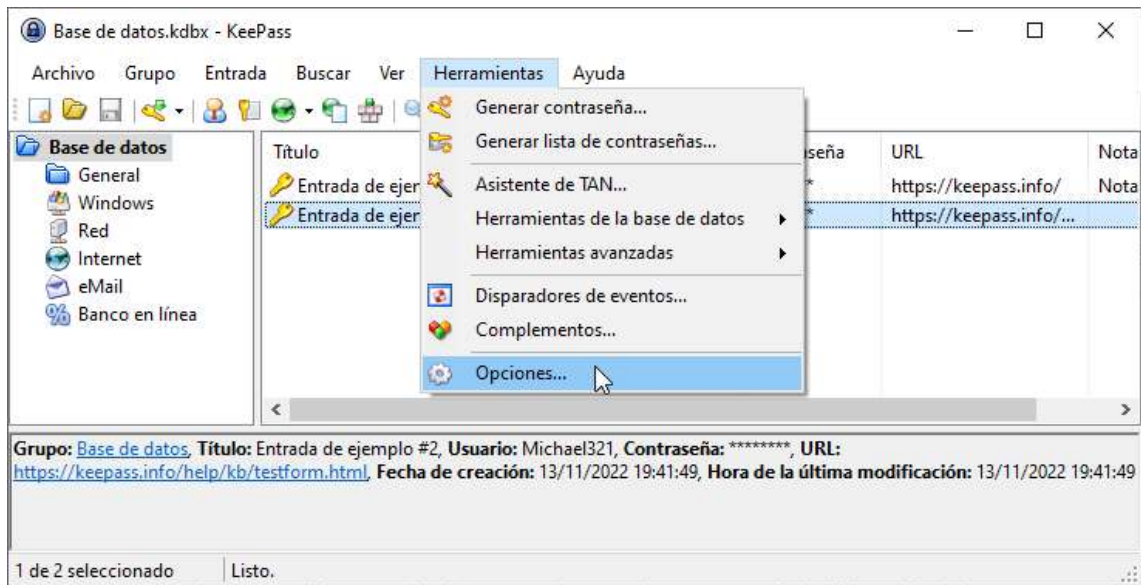 Base de datos.kdbx - KeePass
Archivo Grupo Entrada Buscar Ver Herramientas Ayuda
Generar contraseña...
Generar lista de contraseñas...
Asistente de TAN...
Herramientas de la base de datos
Herramientas avanzadas
Disparadores de eventos...
Complementos...
Opciones...
Base de datos
General
Windows
Red
Internet
eMail
Banco en línea
Título URL Nota
Entrada de ejer * https://keepass.info/ Nota
Entrada de ejer * https://keepass.info/...
Grupo: Base de datos, Título: Entrada de ejemplo #2, Usuario: Michael321, Contraseña: ********, URL:
https://keepass.info/help/kb/testform.html, Fecha de creación: 13/11/2022 19:41:49, Hora de la última modificación: 13/11/2022 19:41:49
1 de 2 seleccionado Listo.